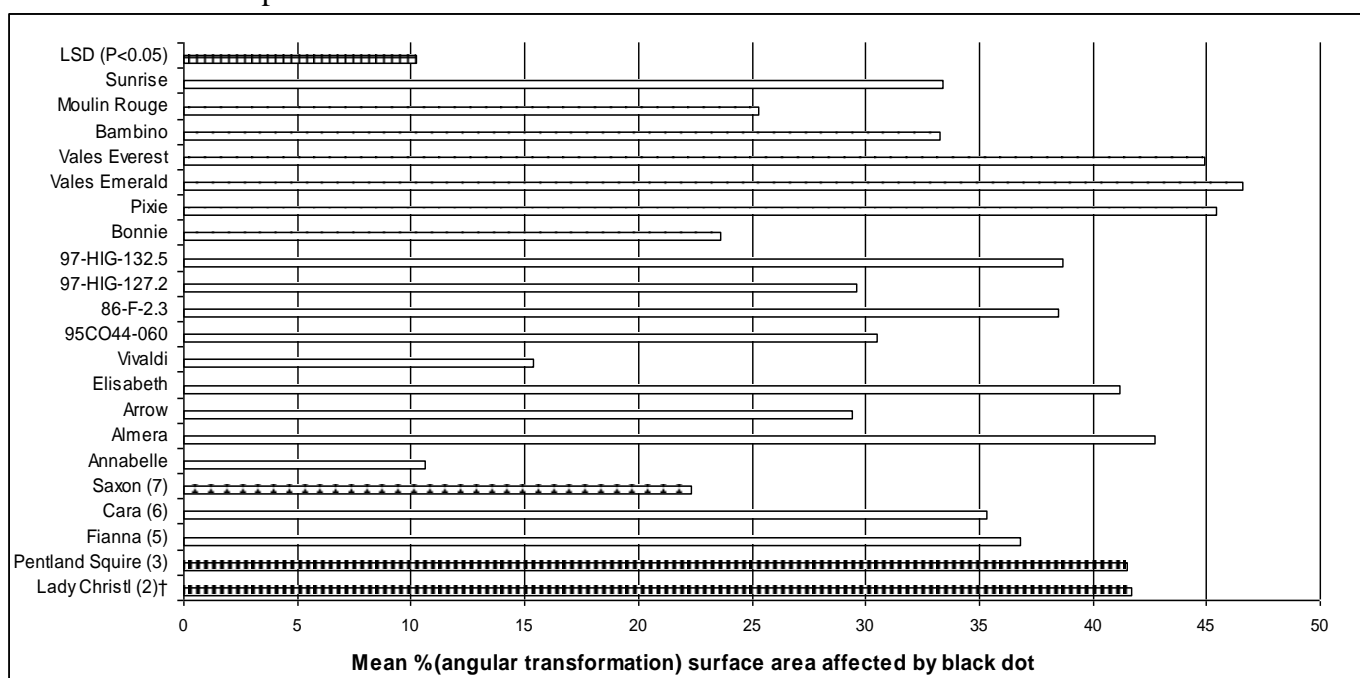 LSD (P<0.05)
Sunrise
Moulin Rouge
Bambino
Vales Everest
Vales Emerald
Pixie
Bonnie
97-HIG-132.5
97-HIG-127.2
86-F-2.3
95CO44-060
Vivaldi
Elisabeth
Arrow
Almera
Annabelle
Saxon (7)
Cara (6)
Fianna (5)
Pentland Squire (3)
Lady Christl (2)†
0 5 10 15 20 25 30 35 40 45 50
Mean %(angular transformation) surface area affected by black dot